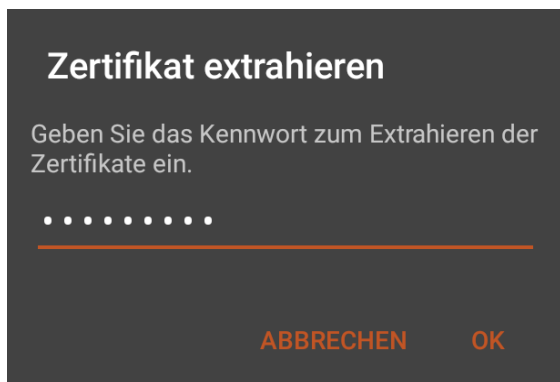 Zertifikat extrahieren
Geben Sie das Kennwort zum Extrahieren der
Zertifikate ein.
.........
ABBRECHEN OK